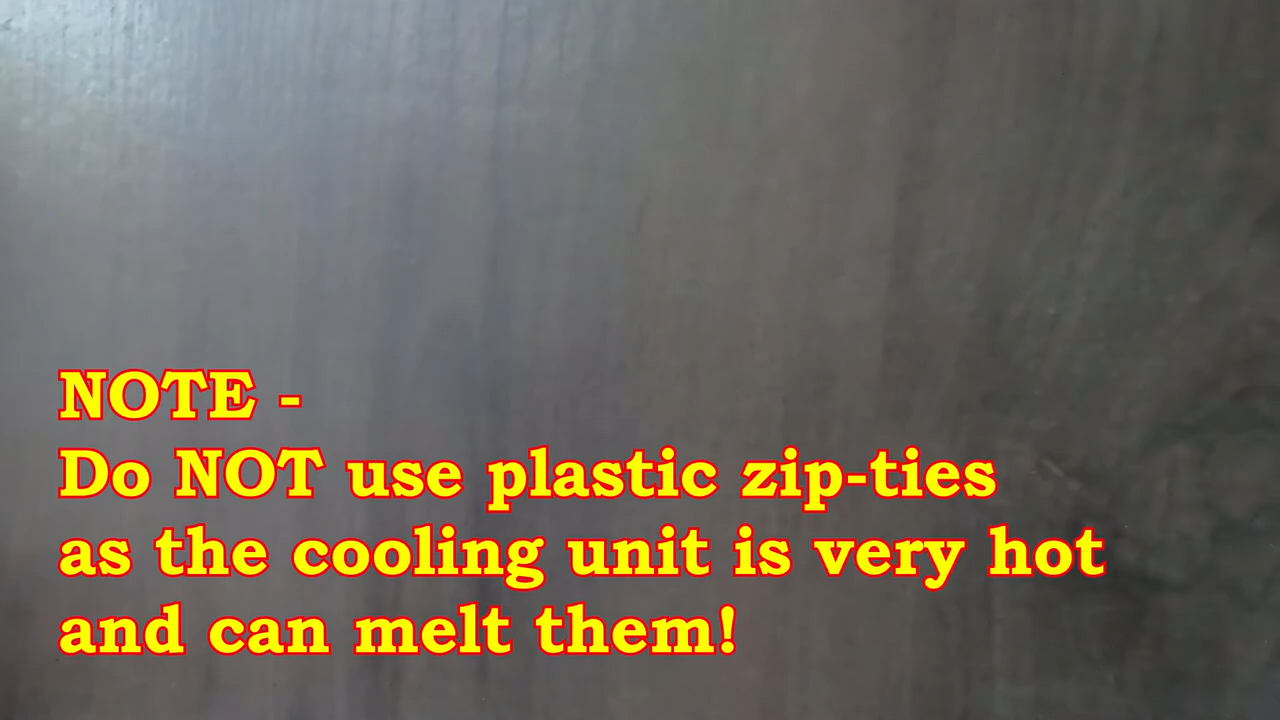 NOTE -
Do NOT use plastic zip-ties
as the cooling unit is very hot
and can melt them!